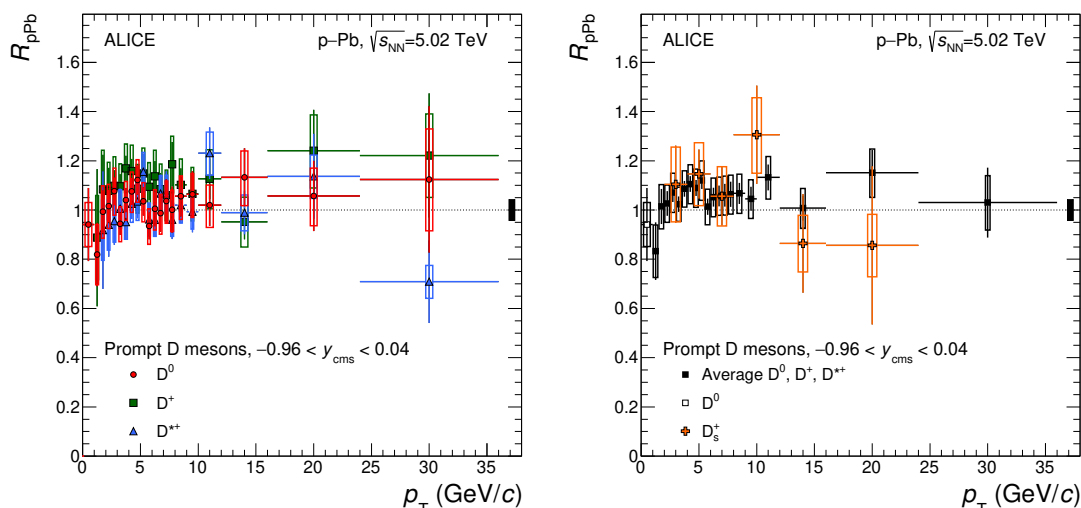 R_pPb
ALICE
p–Pb, √s_NN=5.02 TeV
1.6
1.4
1.2
1
0.8
0.6
0.4
0.2
0
Prompt D mesons, −0.96 < y_cms < 0.04
D^0
D^+
D^*+
0 5 10 15 20 25 30 35
p_T (GeV/c)
R_pPb
ALICE
p–Pb, √s_NN=5.02 TeV
1.6
1.4
1.2
1
0.8
0.6
0.4
0.2
0
Prompt D mesons, −0.96 < y_cms < 0.04
Average D^0, D^+, D^*+
D^0
D_s^+
0 5 10 15 20 25 30 35
p_T (GeV/c)